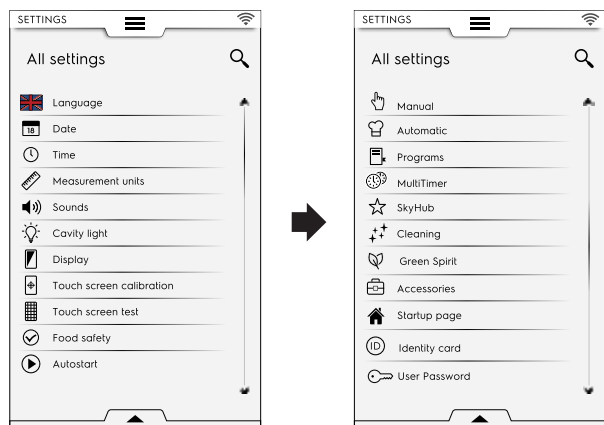 SETTINGS
All settings
Language
18 Date
Time
Measurement units
Sounds
Cavity light
Display
Touch screen calibration
Touch screen test
Food safety
Autostart
SETTINGS
All settings
Manual
Automatic
Programs
MultiTimer
SkyHub
Cleaning
Green Spirit
Accessories
Startup page
ID Identity card
User Password